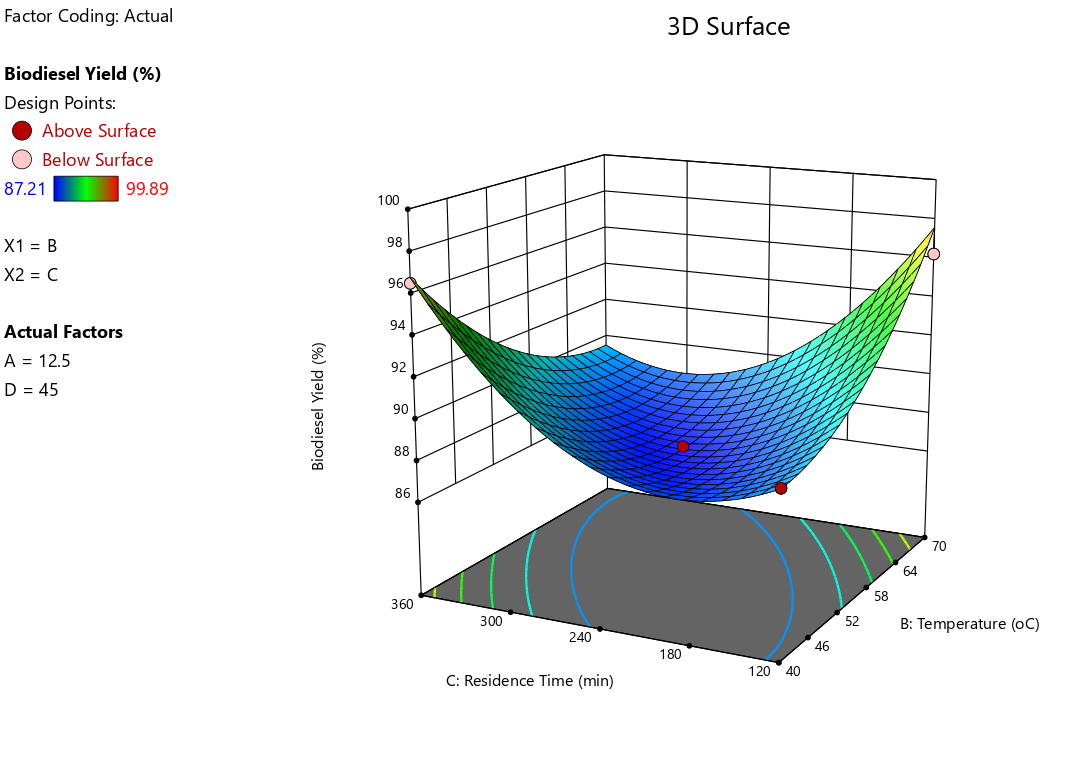 Factor Coding: Actual
3D Surface
Biodiesel Yield (%)
Design Points:
Above Surface
Below Surface
87.21 99.89
X1 = B
X2 = C
Actual Factors
A = 12.5
D = 45
100
98
96
94
92
90
88
86
Biodiesel Yield (%)
360
300
240
180
120
40
46
52
58
64
70
C: Residence Time (min)
B: Temperature (oC)